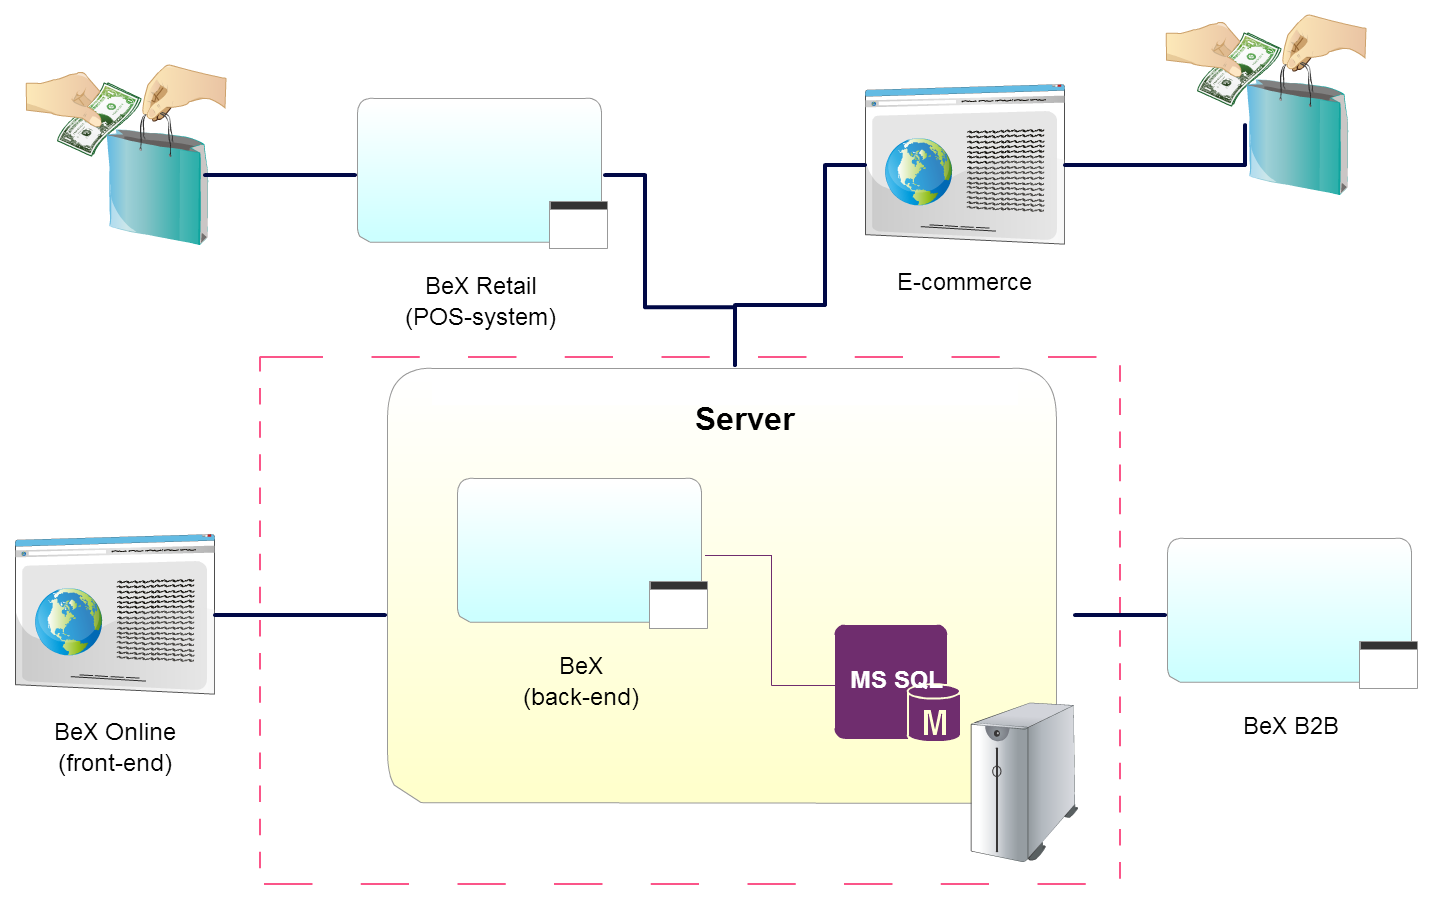 BeX Retail
(POS-system)
E-commerce
Server
BeX
(back-end)
MS SQL
M
BeX Online
(front-end)
BeX B2B